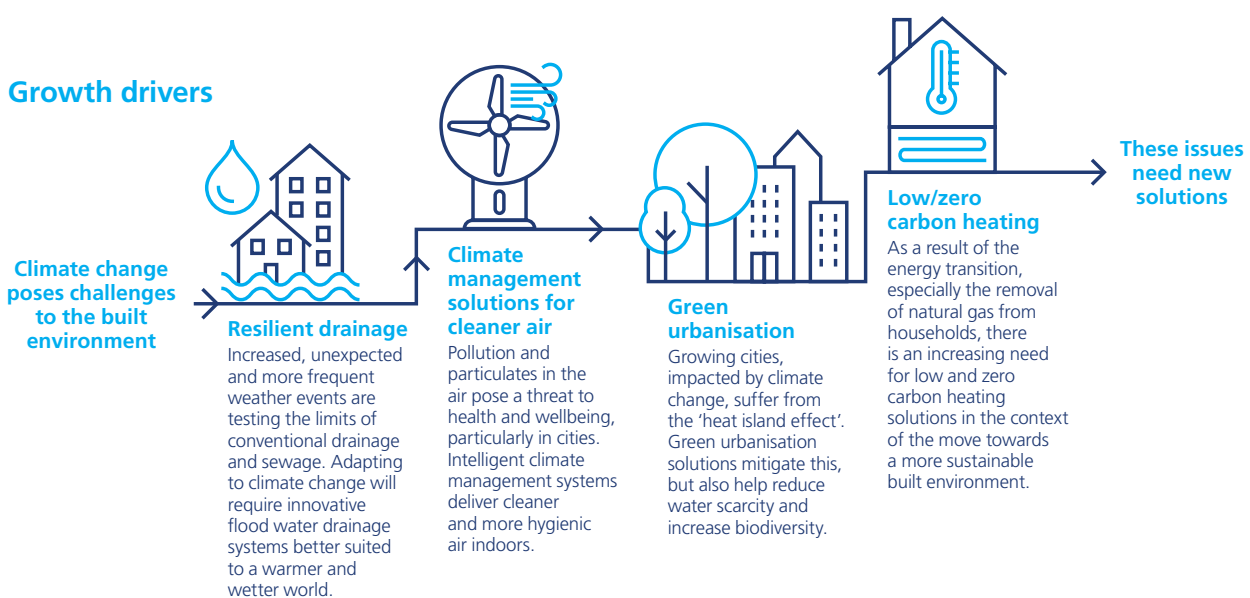 Growth drivers
Climate change
poses challenges
to the built
environment
Resilient drainage
Increased, unexpected
and more frequent
weather events are
testing the limits of
conventional drainage
and sewage. Adapting
to climate change will
require innovative
flood water drainage
systems better suited
to a warmer and
wetter world.
Climate
management
solutions for
cleaner air
Pollution and
particulates in the
air pose a threat to
health and wellbeing,
particularly in cities.
Intelligent climate
management systems
deliver cleaner
and more hygienic
air indoors.
Green
urbanisation
Growing cities,
impacted by climate
change, suffer from
the ‘heat island effect’.
Green urbanisation
solutions mitigate this,
but also help reduce
water scarcity and
increase biodiversity.
Low/zero
carbon heating
As a result of the
energy transition,
especially the removal
of natural gas from
households, there
is an increasing need
for low and zero
carbon heating
solutions in the context
of the move towards
a more sustainable
built environment.
These issues
need new
solutions